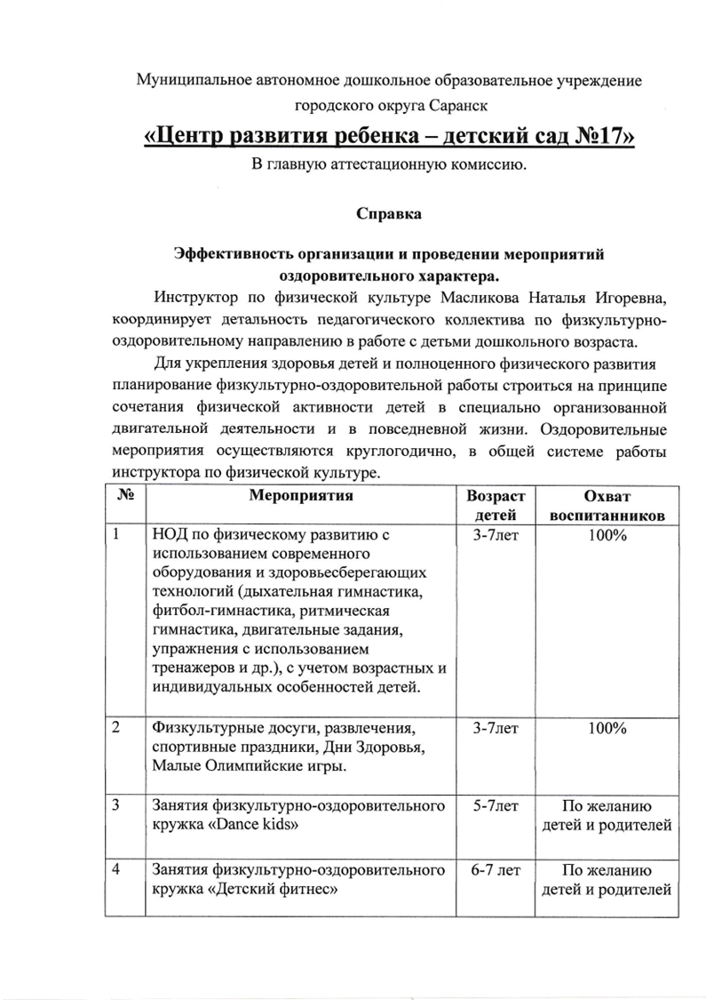 Муниципальное автономное дошкольное образовательное учреждение
городского округа Саранск
«Центр развития ребенка – детский сад №17»
В главную аттестационную комиссию.
Справка
Эффективность организации и проведении мероприятий
оздоровительного характера.
Инструктор по физической культуре Масликова Наталья Игоревна,
координирует детальность педагогического коллектива по физкультурно-
оздоровительному направлению в работе с детьми дошкольного возраста.
Для укрепления здоровья детей и полноценного физического развития
планирование физкультурно-оздоровительной работы строиться на принципе
сочетания физической активности детей в специально организованной
двигательной деятельности и в повседневной жизни. Оздоровительные
мероприятия осуществляются круглогодично, в общей системе работы
инструктора по физической культуре.
№ Мероприятия Возраст Охват
детей воспитанников
1 НОД по физическому развитию с 3-7лет 100%
использованием современного
оборудования и здоровьесберегающих
технологий (дыхательная гимнастика,
фитбол-гимнастика, ритмическая
гимнастика, двигательные задания,
упражнения с использованием
тренажеров и др.), с учетом возрастных и
индивидуальных особенностей детей.
2 Физкультурные досуги, развлечения, 3-7лет 100%
спортивные праздники, Дни Здоровья,
Малые Олимпийские игры.
3 Занятия физкультурно-оздоровительного 5-7лет По желанию
кружка «Dance kids» детей и родителей
4 Занятия физкультурно-оздоровительного 6-7 лет По желанию
кружка «Детский фитнес» детей и родителей